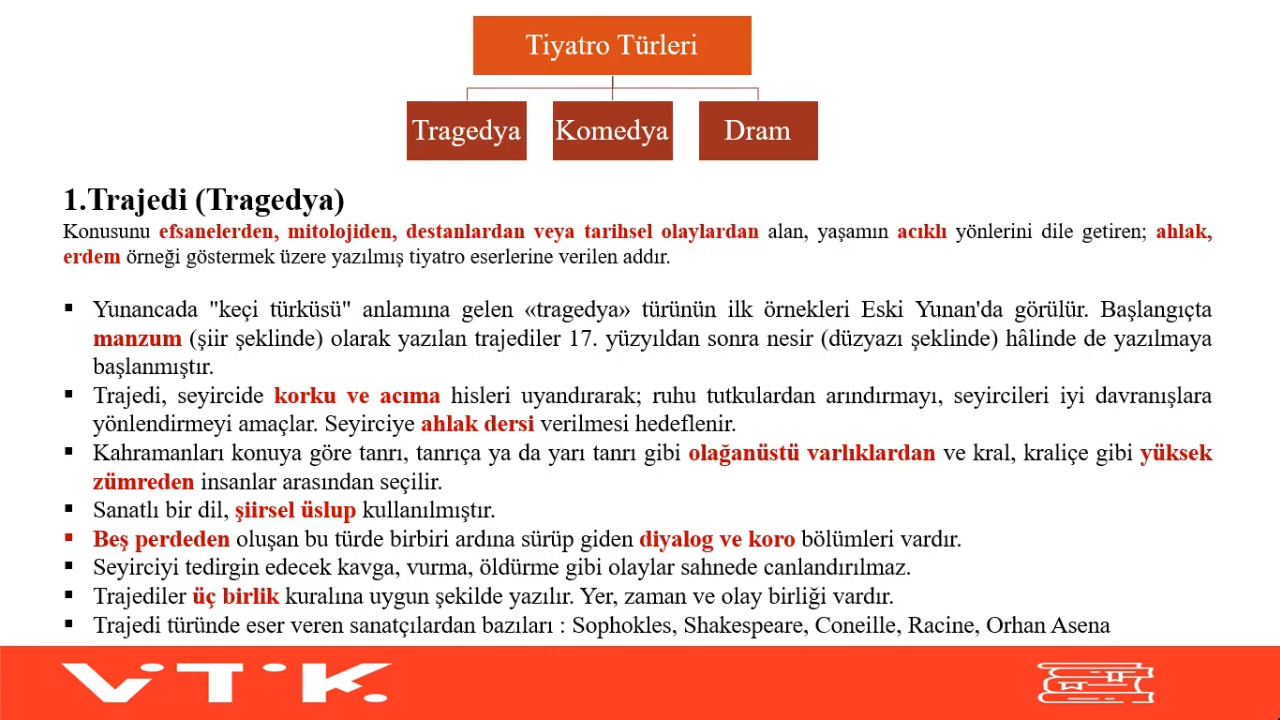 Tiyatro Türleri
Tragedya Komedya Dram
1.Trajedi (Tragedya)
Konusunu efsanelerden, mitolojiden, destanlardan veya tarihsel olaylardan alan, yaşamın acıklı yönlerini dile getiren; ahlak,
erdem örneği göstermek üzere yazılmış tiyatro eserlerine verilen addır.
▪ Yunancada "keçi türküsü" anlamına gelen «tragedya» türünün ilk örnekleri Eski Yunan'da görülür. Başlangıçta
manzum (şiir şeklinde) olarak yazılan trajediler 17. yüzyıldan sonra nesir (düzyazı şeklinde) hâlinde de yazılmaya
başlanmıştır.
▪ Trajedi, seyircide korku ve acıma hisleri uyandırarak; ruhu tutkulardan arındırmayı, seyircileri iyi davranışlara
yönlendirmeyi amaçlar. Seyirciye ahlak dersi verilmesi hedeflenir.
▪ Kahramanları konuya göre tanrı, tanrıça ya da yarı tanrı gibi olağanüstü varlıklardan ve kral, kraliçe gibi yüksek
zümreden insanlar arasından seçilir.
▪ Sanatlı bir dil, şiirsel üslup kullanılmıştır.
▪ Beş perdeden oluşan bu türde birbiri ardına sürüp giden diyalog ve koro bölümleri vardır.
▪ Seyirciyi tedirgin edecek kavga, vurma, öldürme gibi olaylar sahnede canlandırılmaz.
▪ Trajediler üç birlik kuralına uygun şekilde yazılır. Yer, zaman ve olay birliği vardır.
▪ Trajedi türünde eser veren sanatçılardan bazıları : Sophokles, Shakespeare, Coneille, Racine, Orhan Asena
VTK